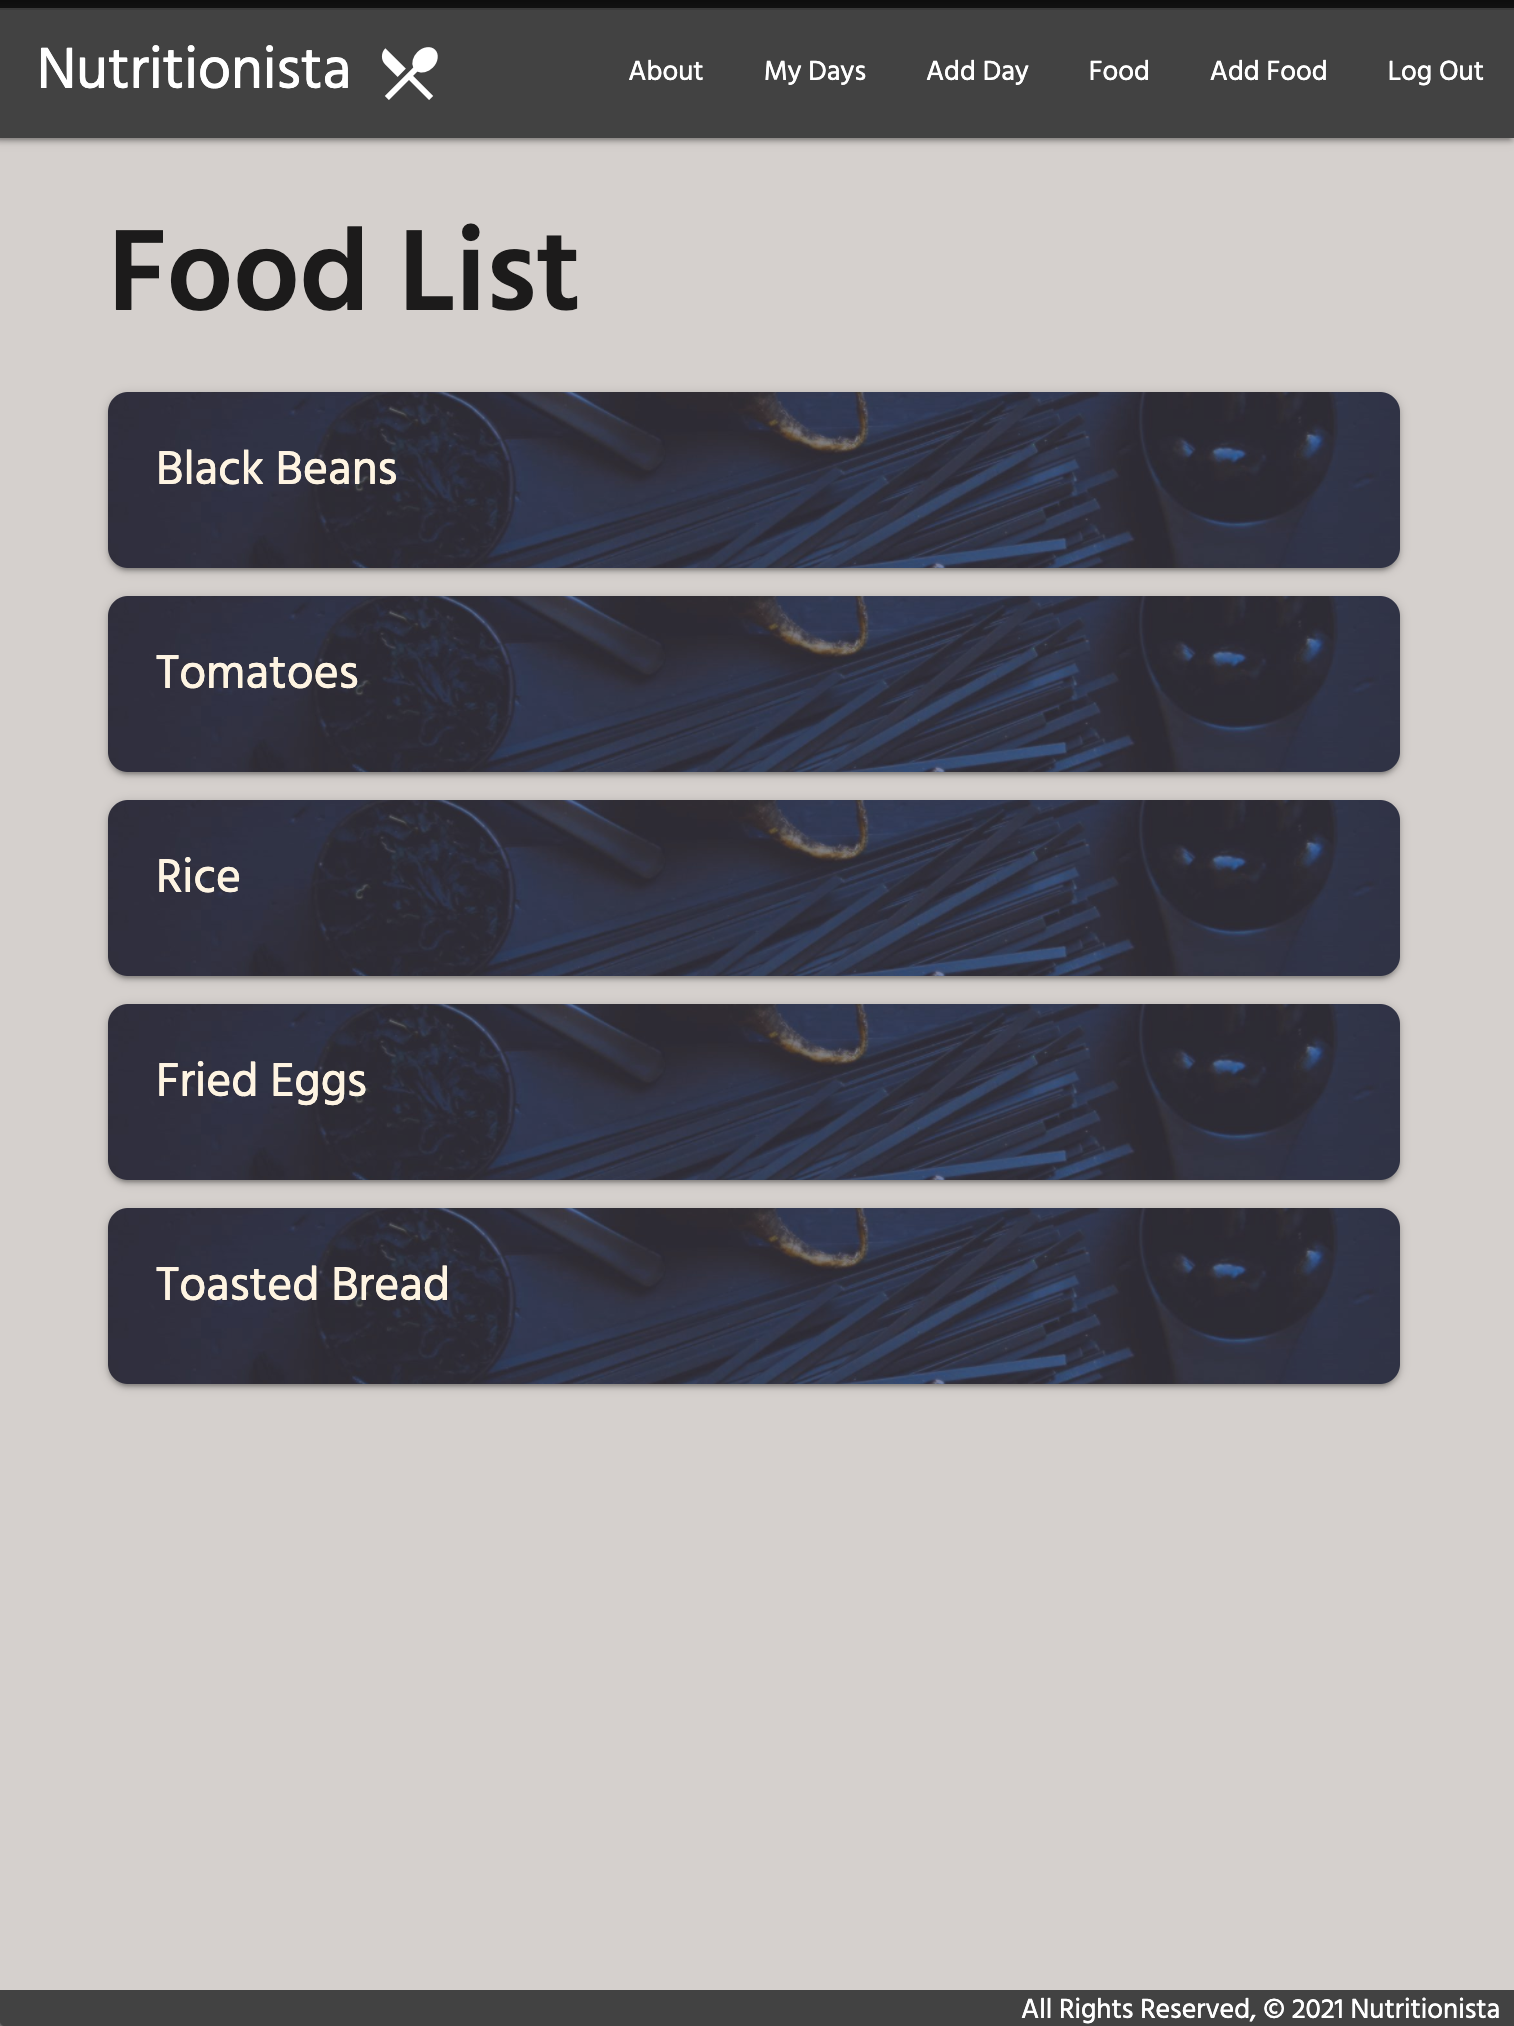 Nutritionista
About My Days Add Day Food Add Food Log Out
Food List
Black Beans
Tomatoes
Rice
Fried Eggs
Toasted Bread
All Rights Reserved, © 2021 Nutritionista